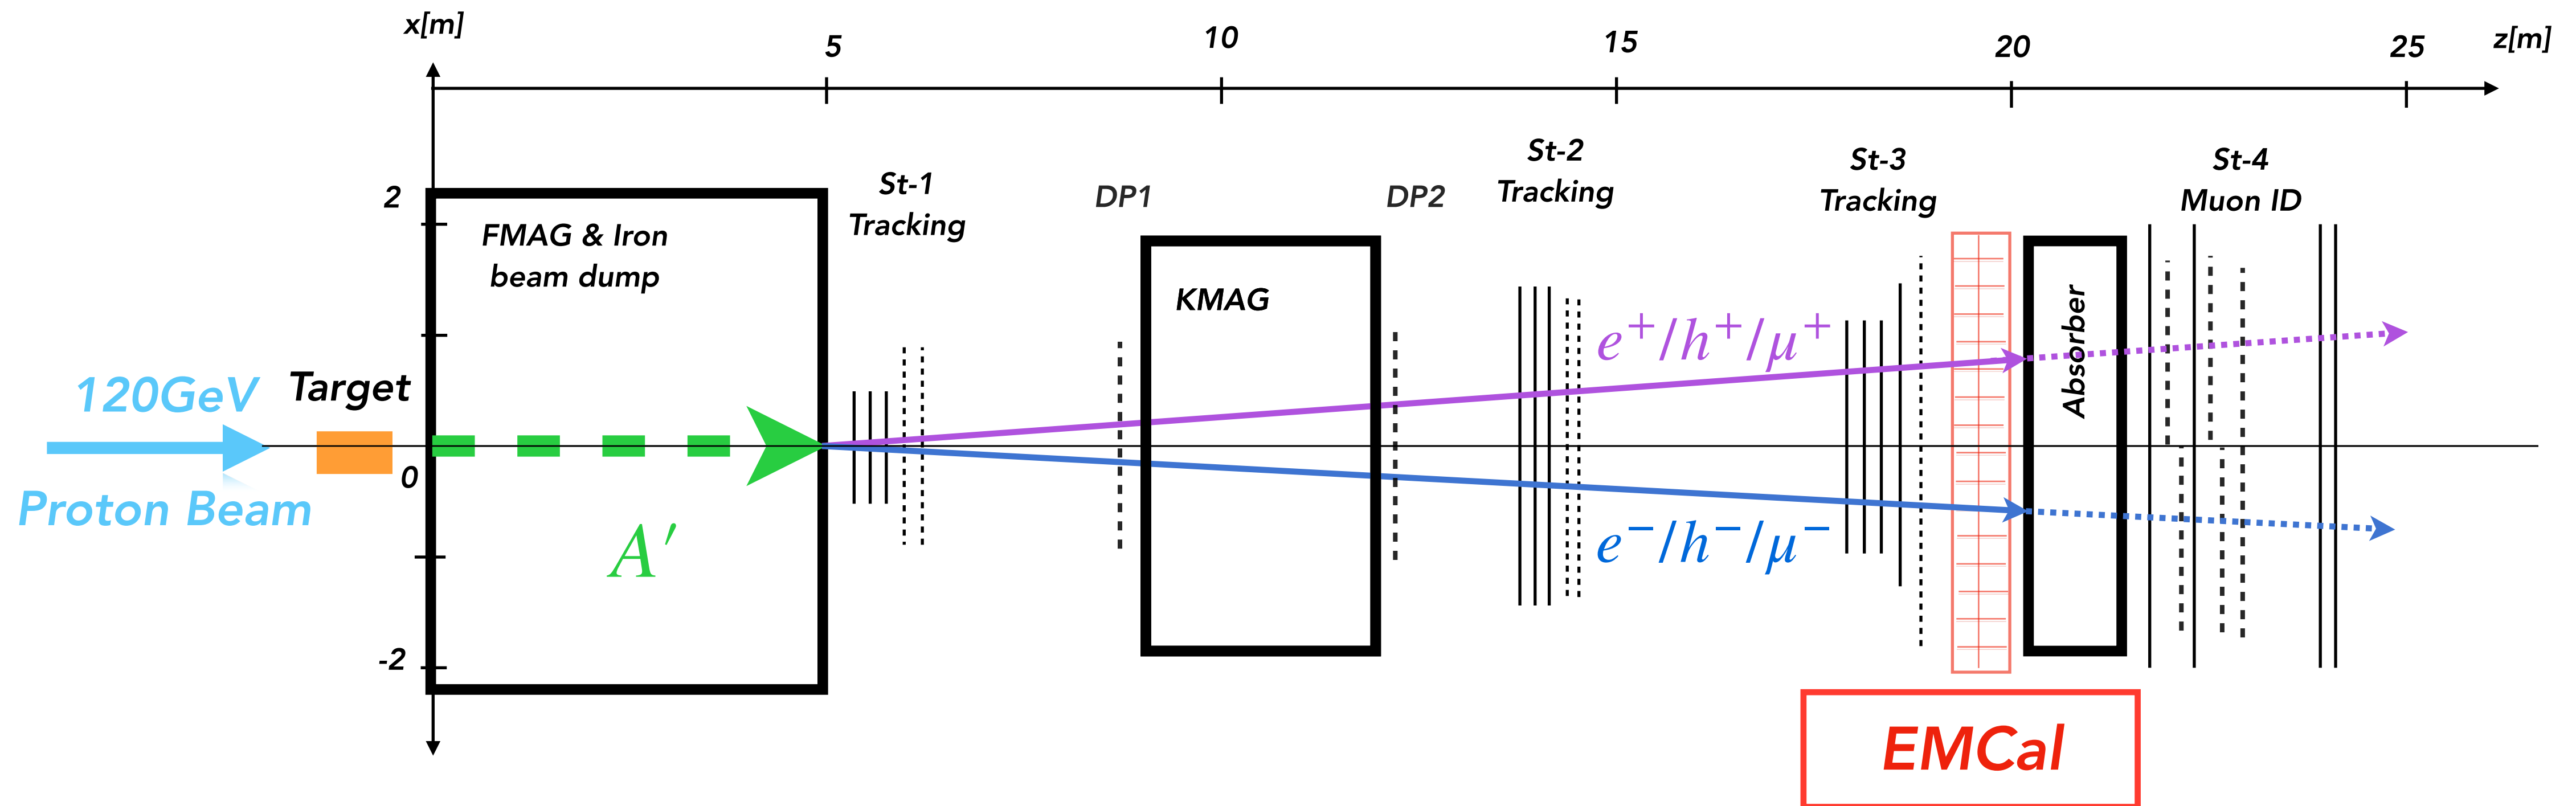 x[m]
5
10
15
20
25
z[m]
St-1
Tracking
DP1
DP2
St-2
Tracking
St-3
Tracking
St-4
Muon ID
2
FMAG & Iron
beam dump
KMAG
Absorber
e⁺/h⁺/μ⁺
120GeV
Target
Proton Beam
0
A′
e⁻/h⁻/μ⁻
-2
EMCal